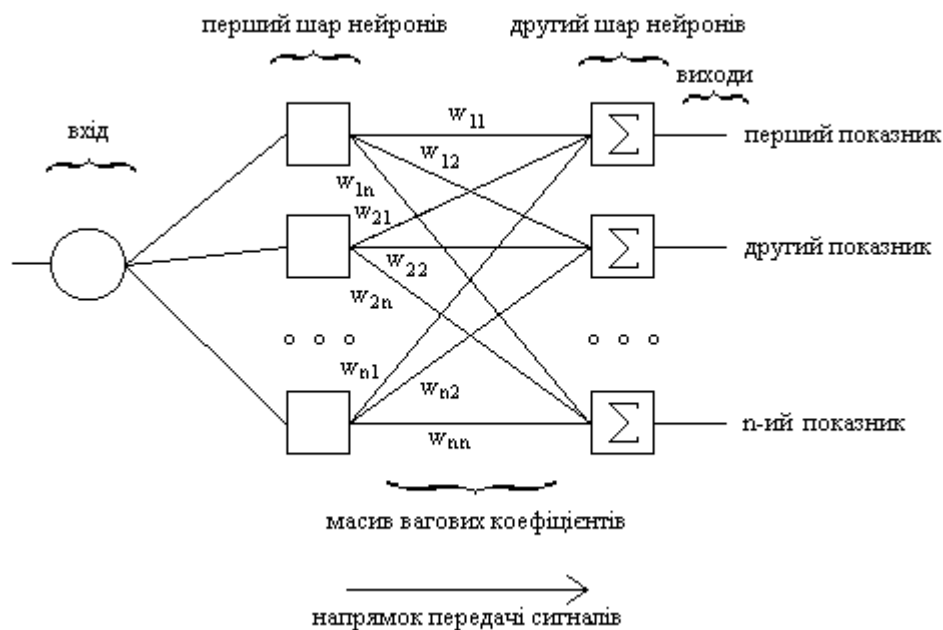 перший шар нейронів
другий шар нейронів
виходи
вхід
w11
перший показник
w12
w1n
w21
другий показник
w22
w2n
wn1
wn2
n-ий показник
wnn
масив вагових коефіцієнтів
напрямок передачі сигналів